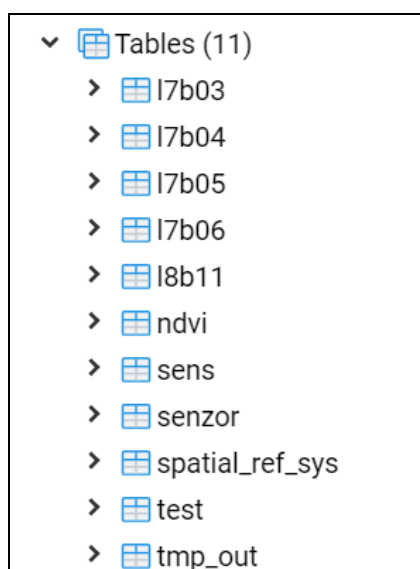 Tables (11)
l7b03
l7b04
l7b05
l7b06
l8b11
ndvi
sens
senzor
spatial_ref_sys
test
tmp_out